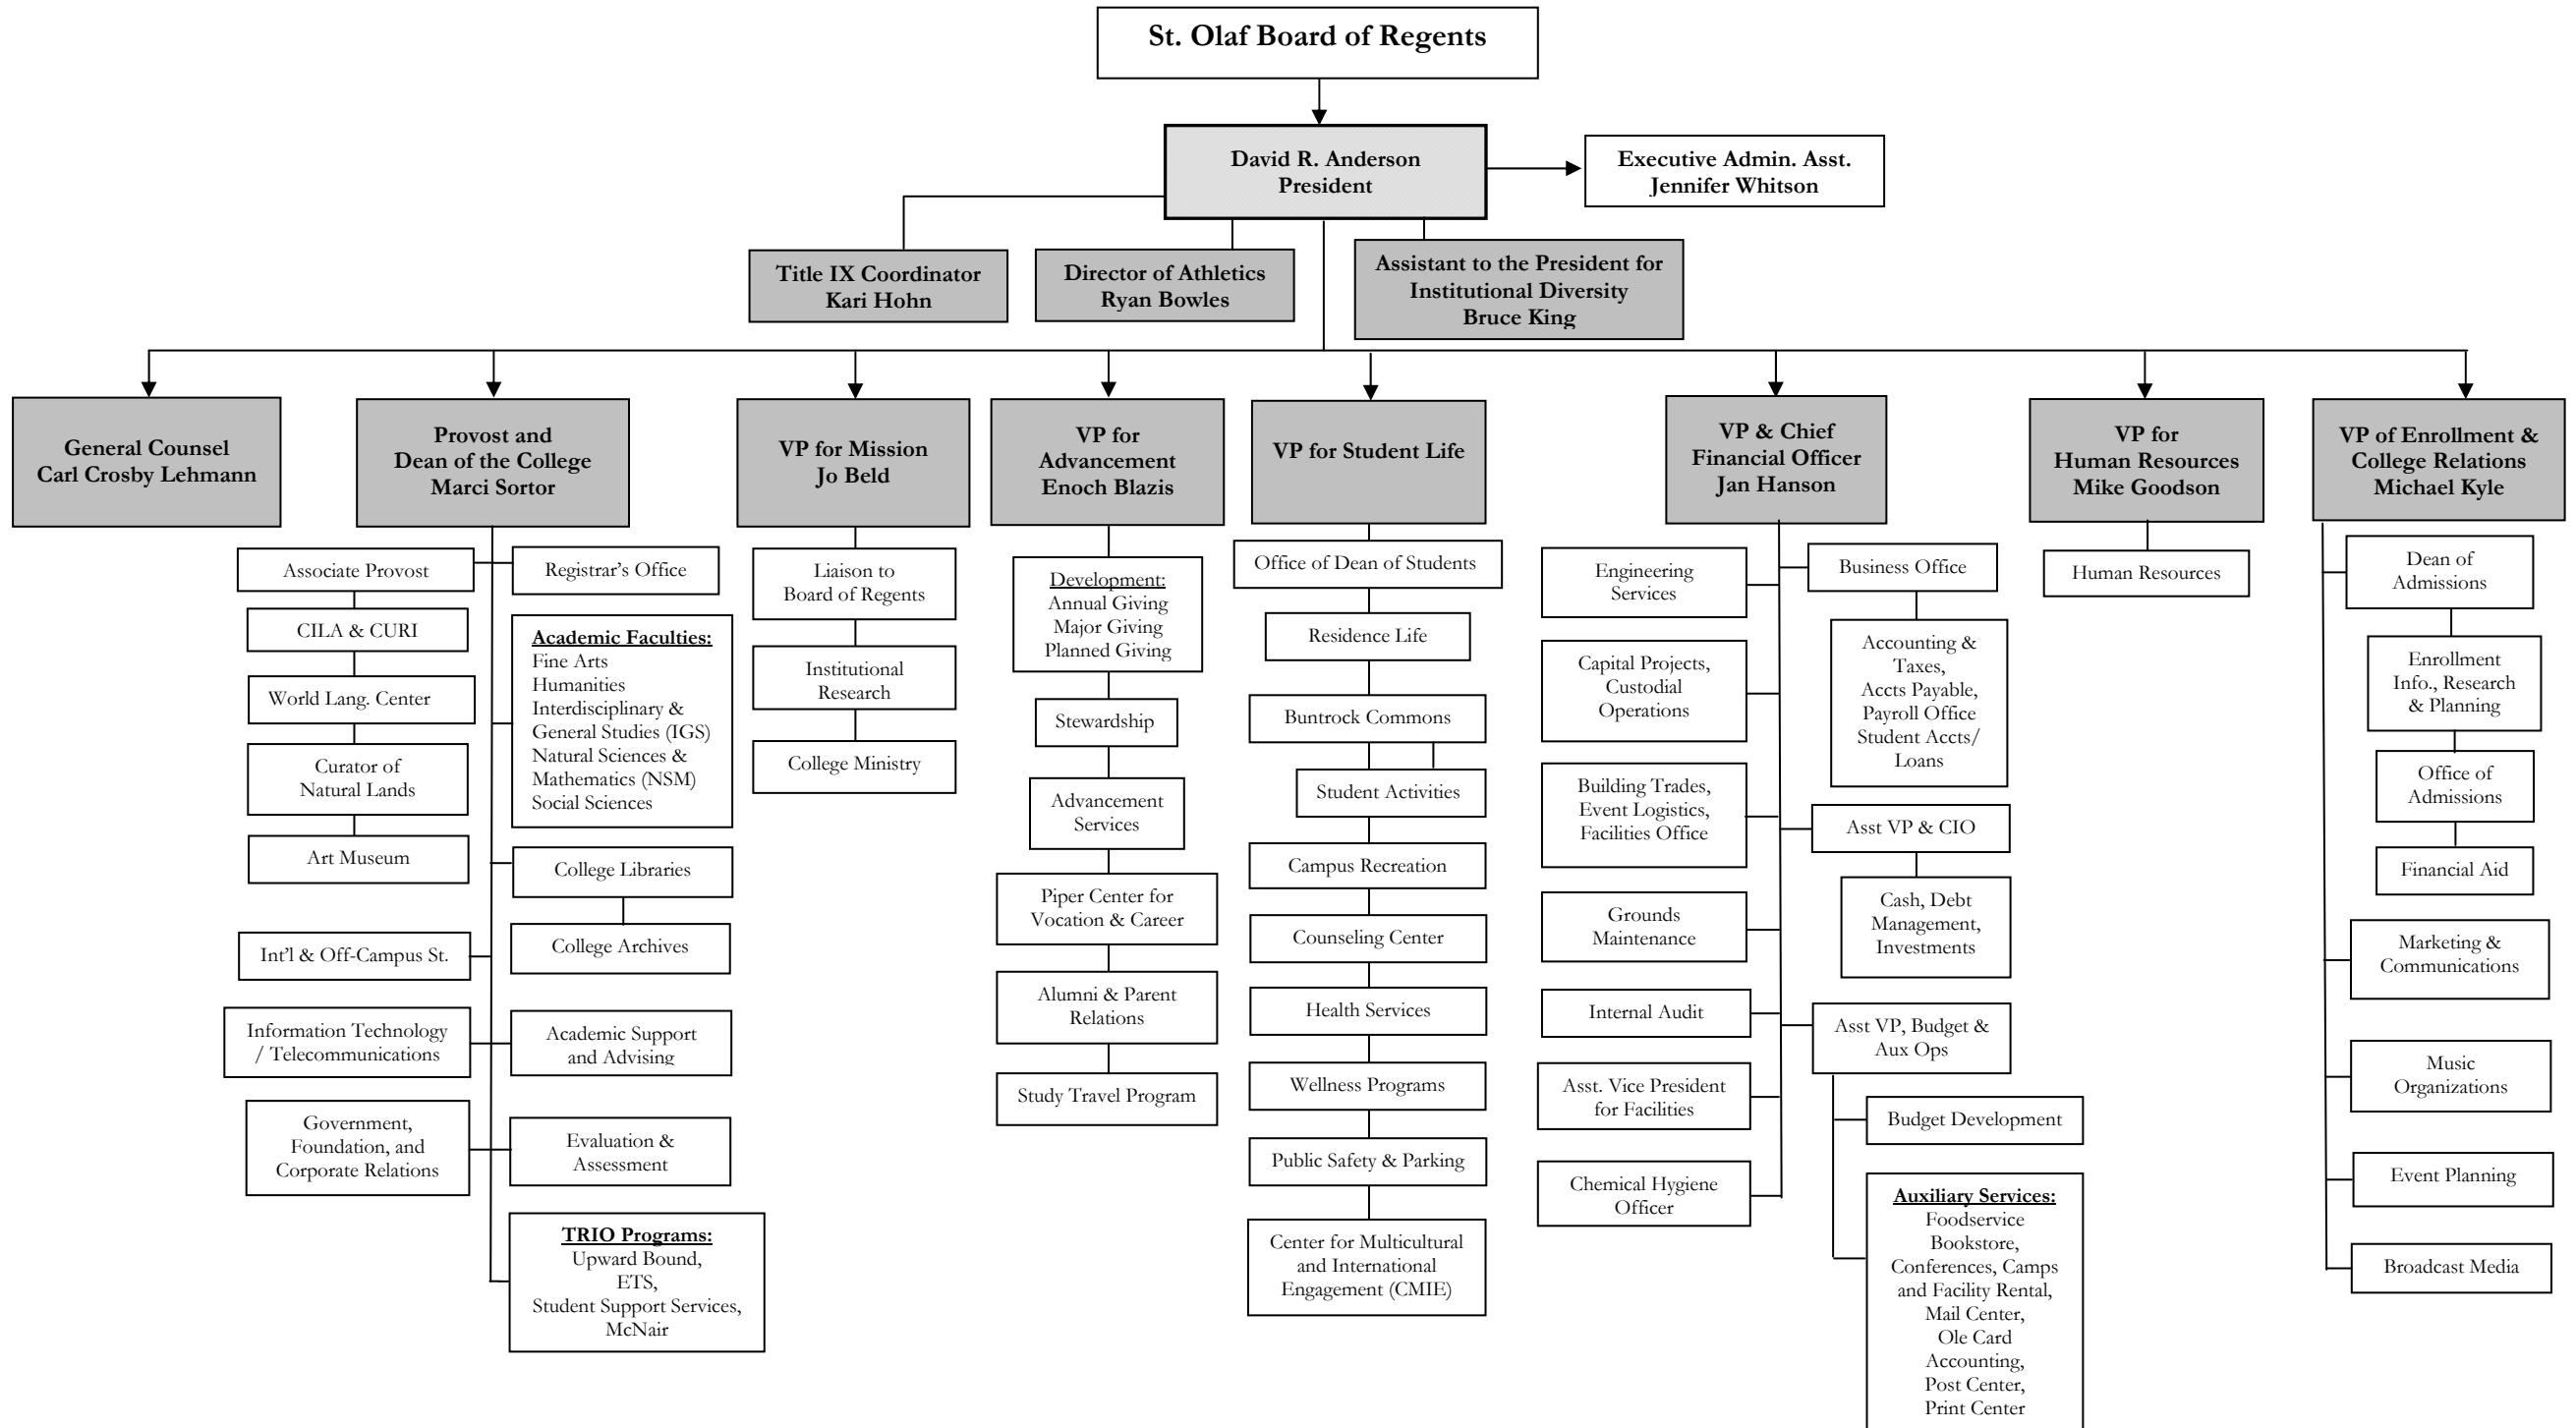 St. Olaf Board of Regents
David R. Anderson
President
Executive Admin. Asst.
Jennifer Whitson
Title IX Coordinator
Kari Hohn
Director of Athletics
Ryan Bowles
Assistant to the President for
Institutional Diversity
Bruce King
General Counsel
Carl Crosby Lehmann
Provost and
Dean of the College
Marci Sortor
VP for Mission
Jo Beld
VP for
Advancement
Enoch Blazis
VP for Student Life
VP & Chief
Financial Officer
Jan Hanson
VP for
Human Resources
Mike Goodson
VP of Enrollment &
College Relations
Michael Kyle
Associate Provost
CILA & CURI
World Lang. Center
Curator of
Natural Lands
Art Museum
Int'l & Off-Campus St.
Information Technology
/ Telecommunications
Government,
Foundation, and
Corporate Relations
Registrar's Office
Academic Faculties:
Fine Arts
Humanities
Interdisciplinary &
General Studies (IGS)
Natural Sciences &
Mathematics (NSM)
Social Sciences
College Libraries
College Archives
Academic Support
and Advising
Evaluation &
Assessment
TRIO Programs:
Upward Bound,
ETS,
Student Support Services,
McNair
Liaison to
Board of Regents
Institutional
Research
College Ministry
Development:
Annual Giving
Major Giving
Planned Giving
Stewardship
Advancement
Services
Piper Center for
Vocation & Career
Alumni & Parent
Relations
Study Travel Program
Office of Dean of Students
Residence Life
Buntrock Commons
Student Activities
Campus Recreation
Counseling Center
Health Services
Wellness Programs
Public Safety & Parking
Center for Multicultural
and International
Engagement (CMIE)
Engineering
Services
Capital Projects,
Custodial
Operations
Building Trades,
Event Logistics,
Facilities Office
Grounds
Maintenance
Internal Audit
Asst. Vice President
for Facilities
Chemical Hygiene
Officer
Business Office
Accounting &
Taxes,
Accts Payable,
Payroll Office
Student Accts/
Loans
Asst VP & CIO
Cash, Debt
Management,
Investments
Asst VP, Budget &
Aux Ops
Budget Development
Auxiliary Services:
Foodservice
Bookstore,
Conferences, Camps
and Facility Rental,
Mail Center,
Ole Card
Accounting,
Post Center,
Print Center
Human Resources
Dean of
Admissions
Enrollment
Info., Research
& Planning
Office of
Admissions
Financial Aid
Marketing &
Communications
Music
Organizations
Event Planning
Broadcast Media